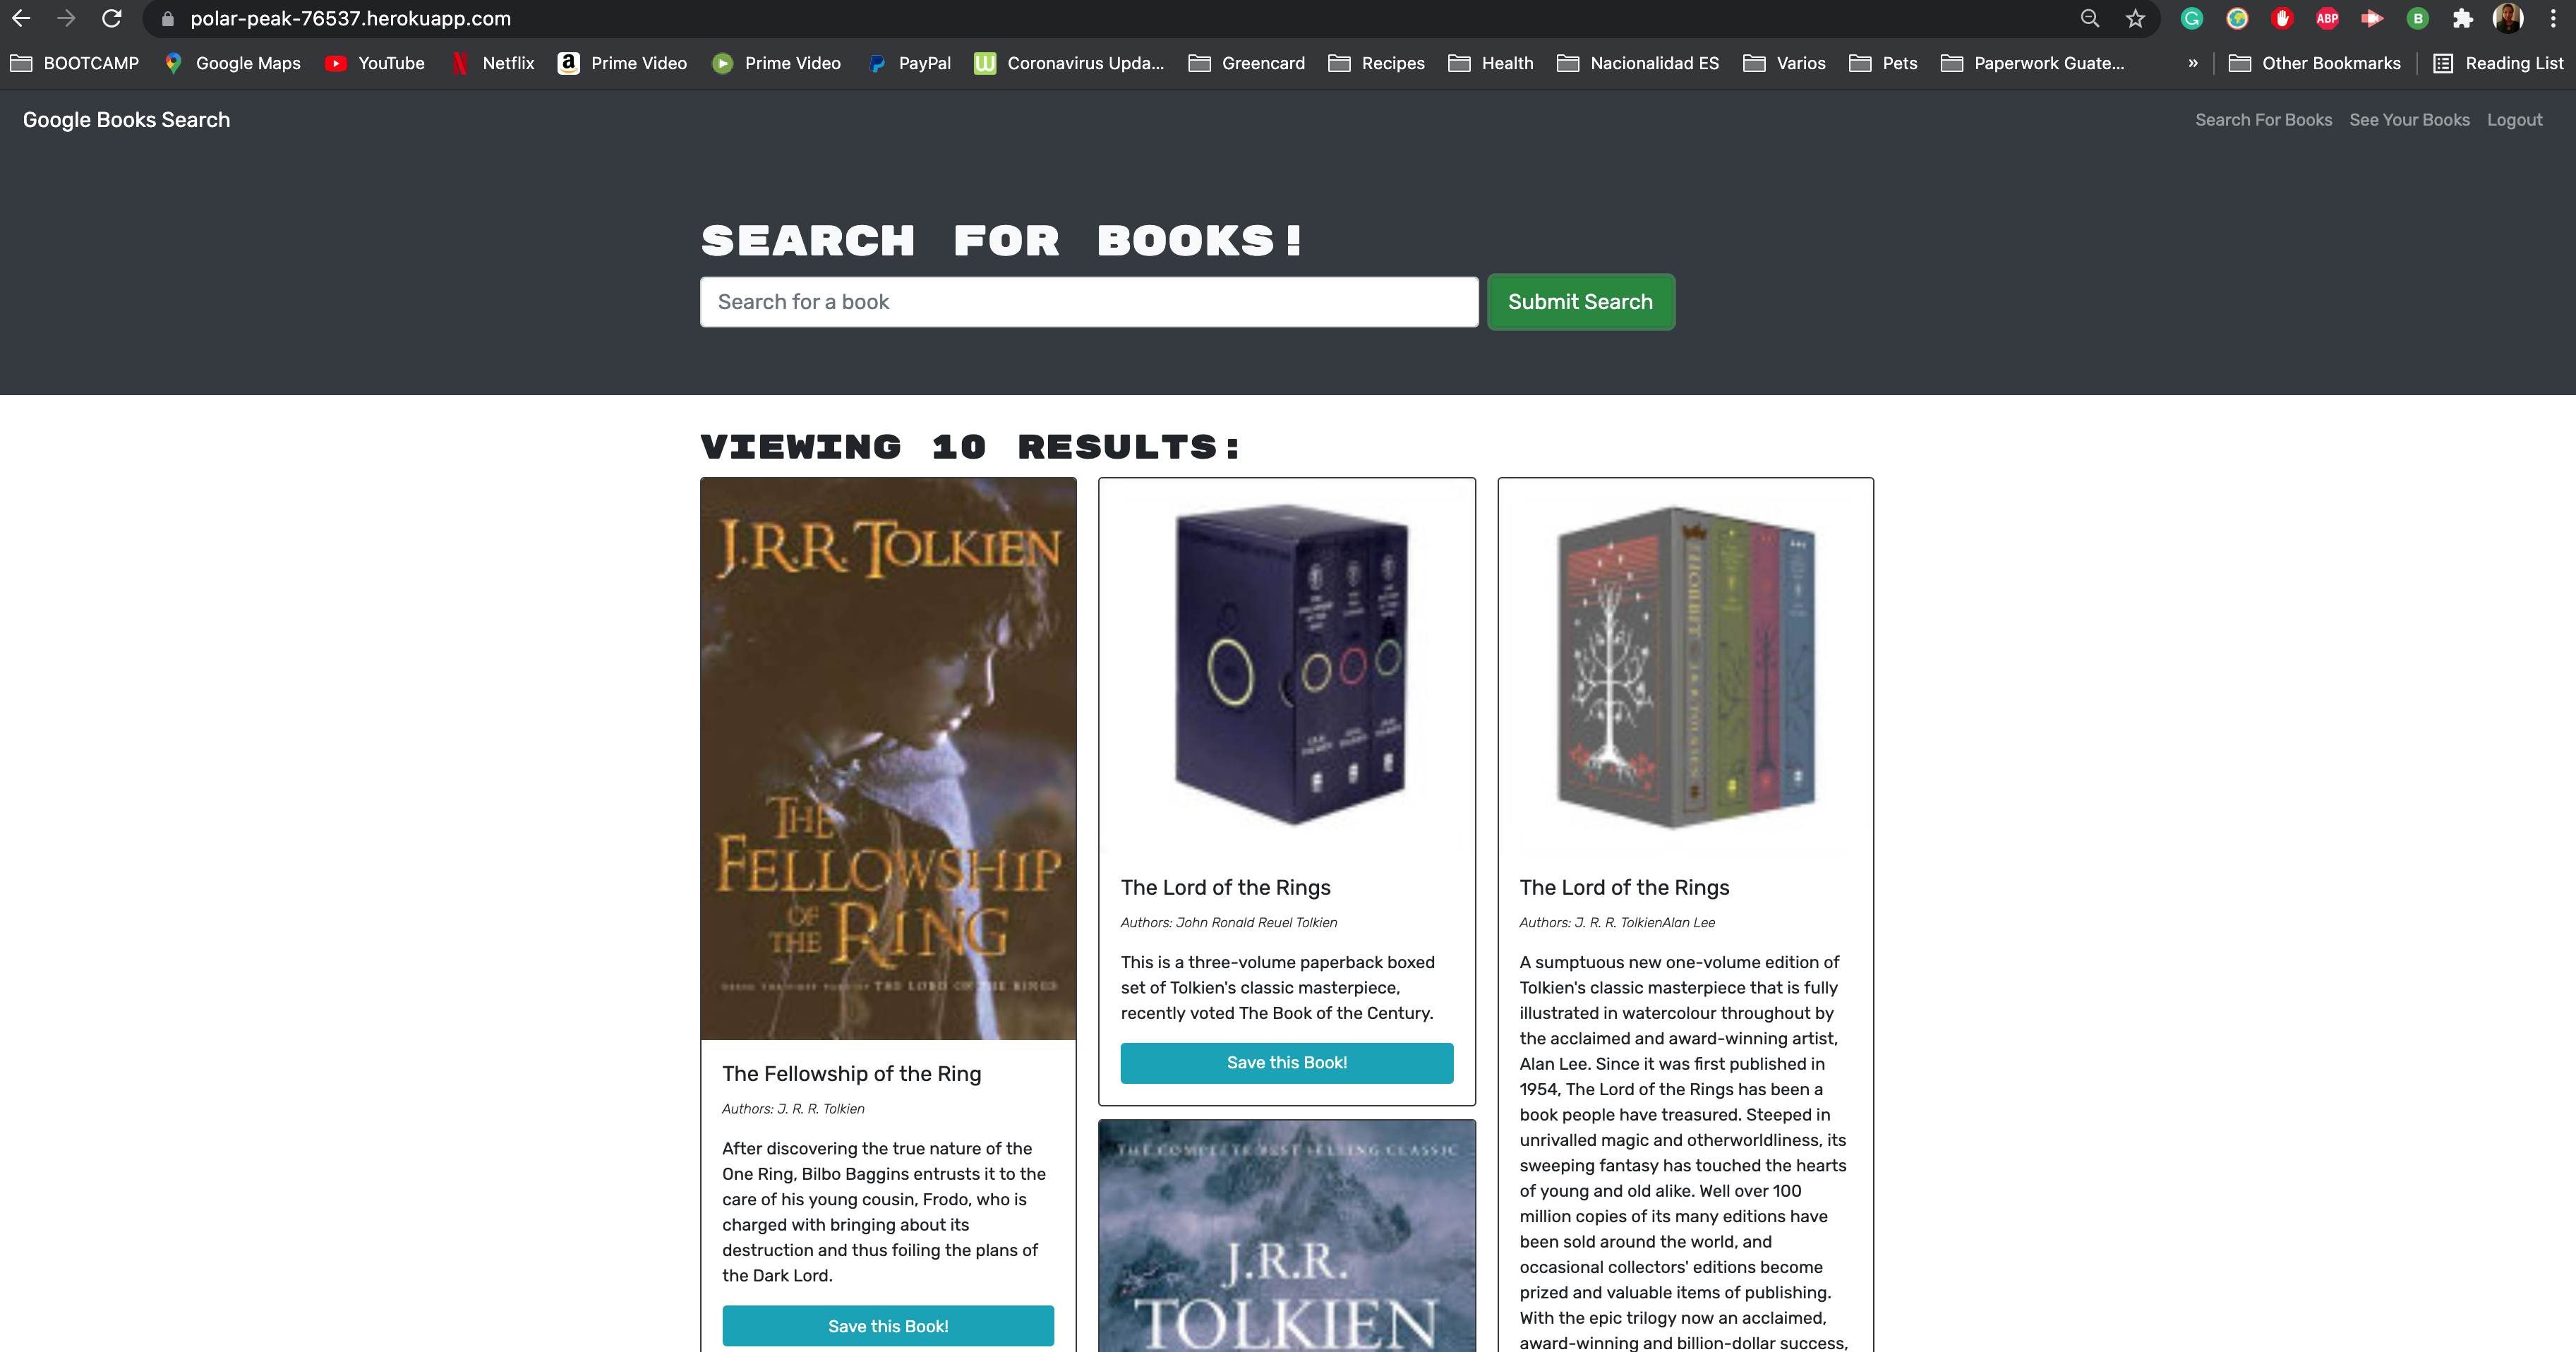 polar-peak-76537.herokuapp.com
ABP
B
BOOTCAMP
Google Maps
YouTube
Netflix
Prime Video
Prime Video
PayPal
Coronavirus Upda...
Greencard
Recipes
Health
Nacionalidad ES
Varios
Pets
Paperwork Guate...
»
Other Bookmarks
Reading List
Google Books Search
Search For Books
See Your Books
Logout
SEARCH FOR BOOKS!
Search for a book
Submit Search
VIEWING 10 RESULTS:
J.R.R. TOLKIEN
THE
FELLOWSHIP
OF
THE RING
THE LORD OF THE RINGS
The Fellowship of the Ring
Authors: J. R. R. Tolkien
After discovering the true nature of the
One Ring, Bilbo Baggins entrusts it to the
care of his young cousin, Frodo, who is
charged with bringing about its
destruction and thus foiling the plans of
the Dark Lord.
Save this Book!
The Lord of the Rings
Authors: John Ronald Reuel Tolkien
This is a three-volume paperback boxed
set of Tolkien's classic masterpiece,
recently voted The Book of the Century.
Save this Book!
THE COMPLETE BEST SELLING CLASSIC
J.R.R.
TOLKIEN
HOBBIT
The Lord of the Rings
Authors: J. R. R. TolkienAlan Lee
A sumptuous new one-volume edition of
Tolkien's classic masterpiece that is fully
illustrated in watercolour throughout by
the acclaimed and award-winning artist,
Alan Lee. Since it was first published in
1954, The Lord of the Rings has been a
book people have treasured. Steeped in
unrivalled magic and otherworldliness, its
sweeping fantasy has touched the hearts
of young and old alike. Well over 100
million copies of its many editions have
been sold around the world, and
occasional collectors' editions become
prized and valuable items of publishing.
With the epic trilogy now an acclaimed,
award-winning and billion-dollar success,